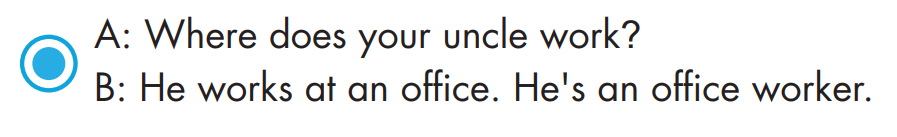 A: Where does your uncle work?
B: He works at an office. He's an office worker.